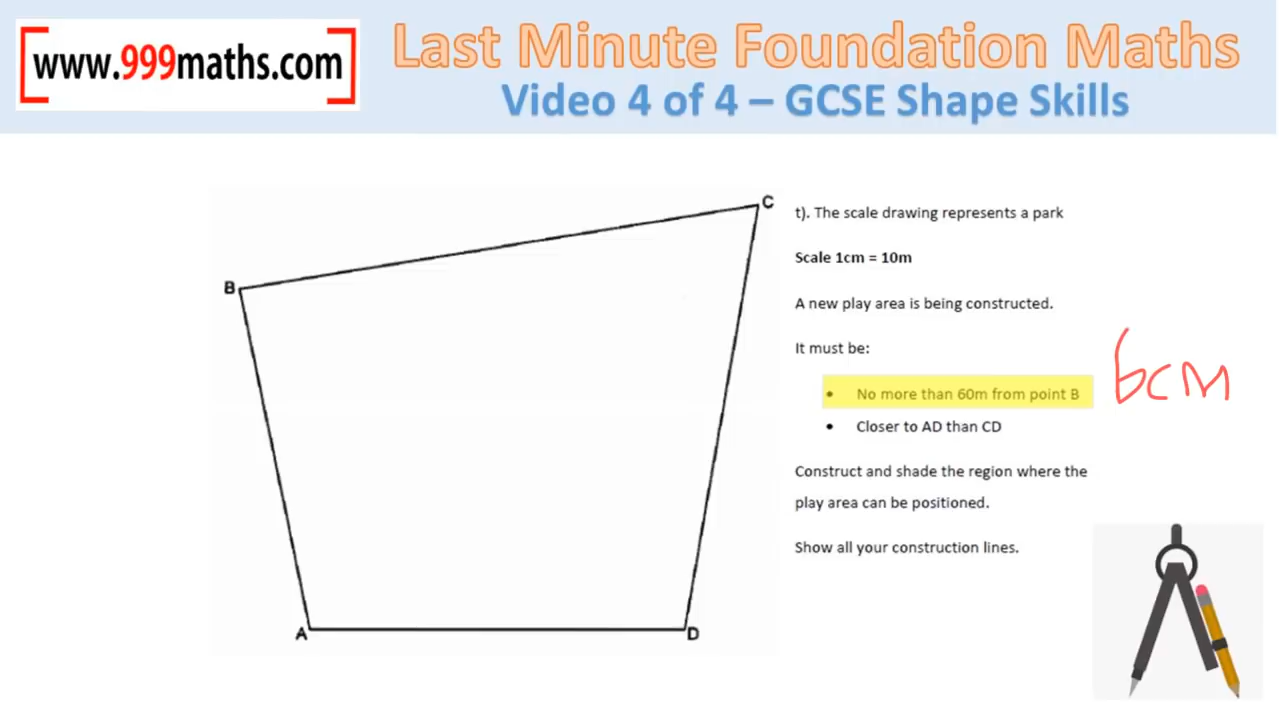 www.999maths.com
Last Minute Foundation Maths
Video 4 of 4 – GCSE Shape Skills
C
B
A
D
t). The scale drawing represents a park
Scale 1cm = 10m
A new play area is being constructed.
It must be:
• No more than 60m from point B
6cm
• Closer to AD than CD
Construct and shade the region where the
play area can be positioned.
Show all your construction lines.